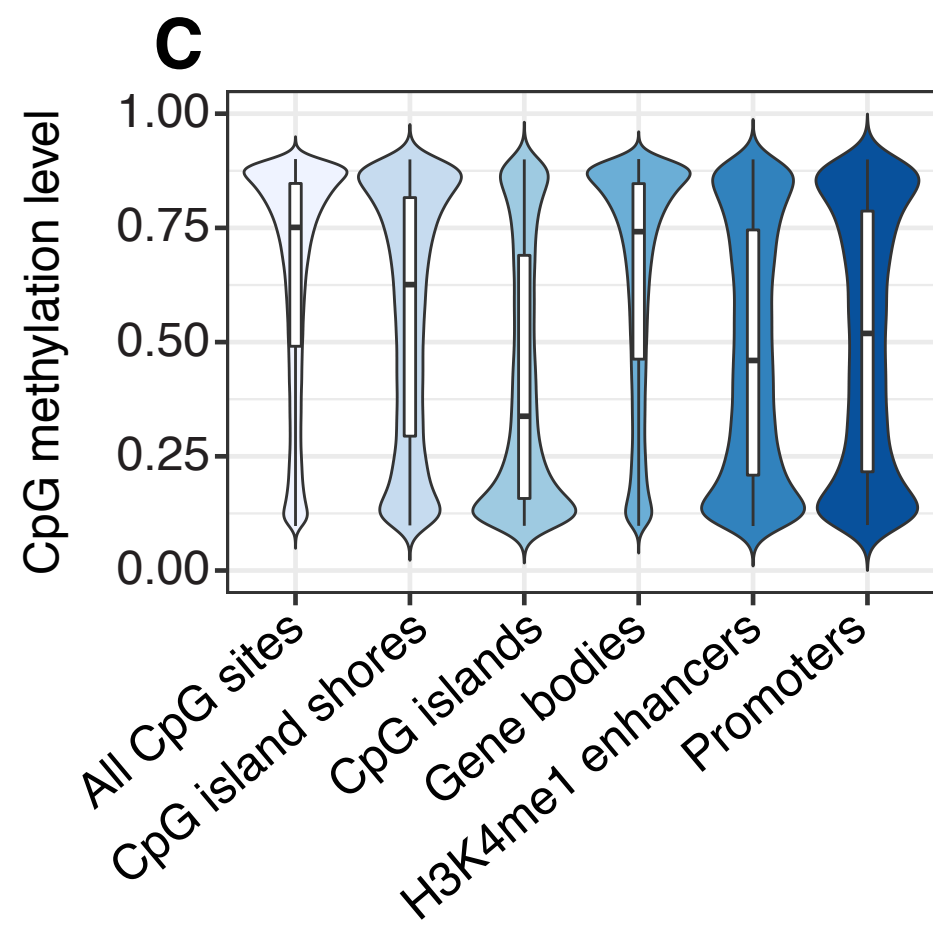 C
CpG methylation level
1.00
0.75
0.50
0.25
0.00
All CpG sites
CpG island shores
CpG islands
Gene bodies
H3K4me1 enhancers
Promoters